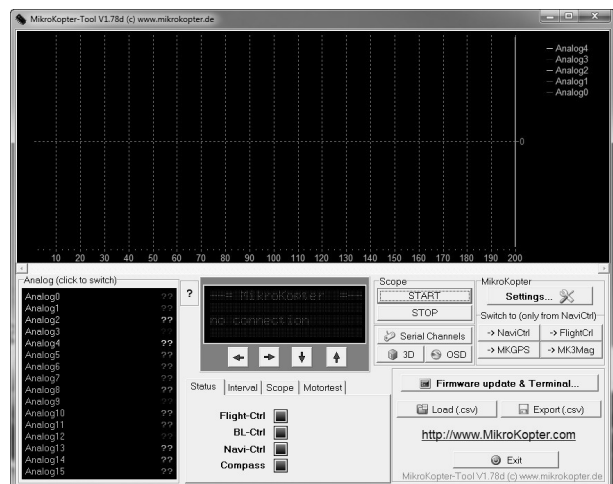 MikroKopter-Tool V1.78d (c) www.mikrokopter.de
Analog4
Analog3
Analog2
Analog1
Analog0
0
10 20 30 40 50 60 70 80 90 100 110 120 130 140 150 160 170 180 190 200
Analog (click to switch)
Analog0 ??
Analog1 ??
Analog2 ??
Analog3 ??
Analog4 ??
Analog5 ??
Analog6 ??
Analog7 ??
Analog8 ??
Analog9 ??
Analog10 ??
Analog11 ??
Analog12 ??
Analog13 ??
Analog14 ??
Analog15 ??
?
MikroKopter
no connection
Scope
START
STOP
Serial Channels
3D
OSD
MikroKopter
Settings...
Switch to (only from NaviCtrl)
-> NaviCtrl
-> FlightCrl
-> MKGPS
-> MK3Mag
Status Interval Scope Motortest
Flight-Ctrl
BL-Ctrl
Navi-Ctrl
Compass
Firmware update & Terminal...
Load (.csv)
Export (.csv)
http://www.MikroKopter.com
Exit
MikroKopter-Tool V1.78d (c) www.mikrokopter.de